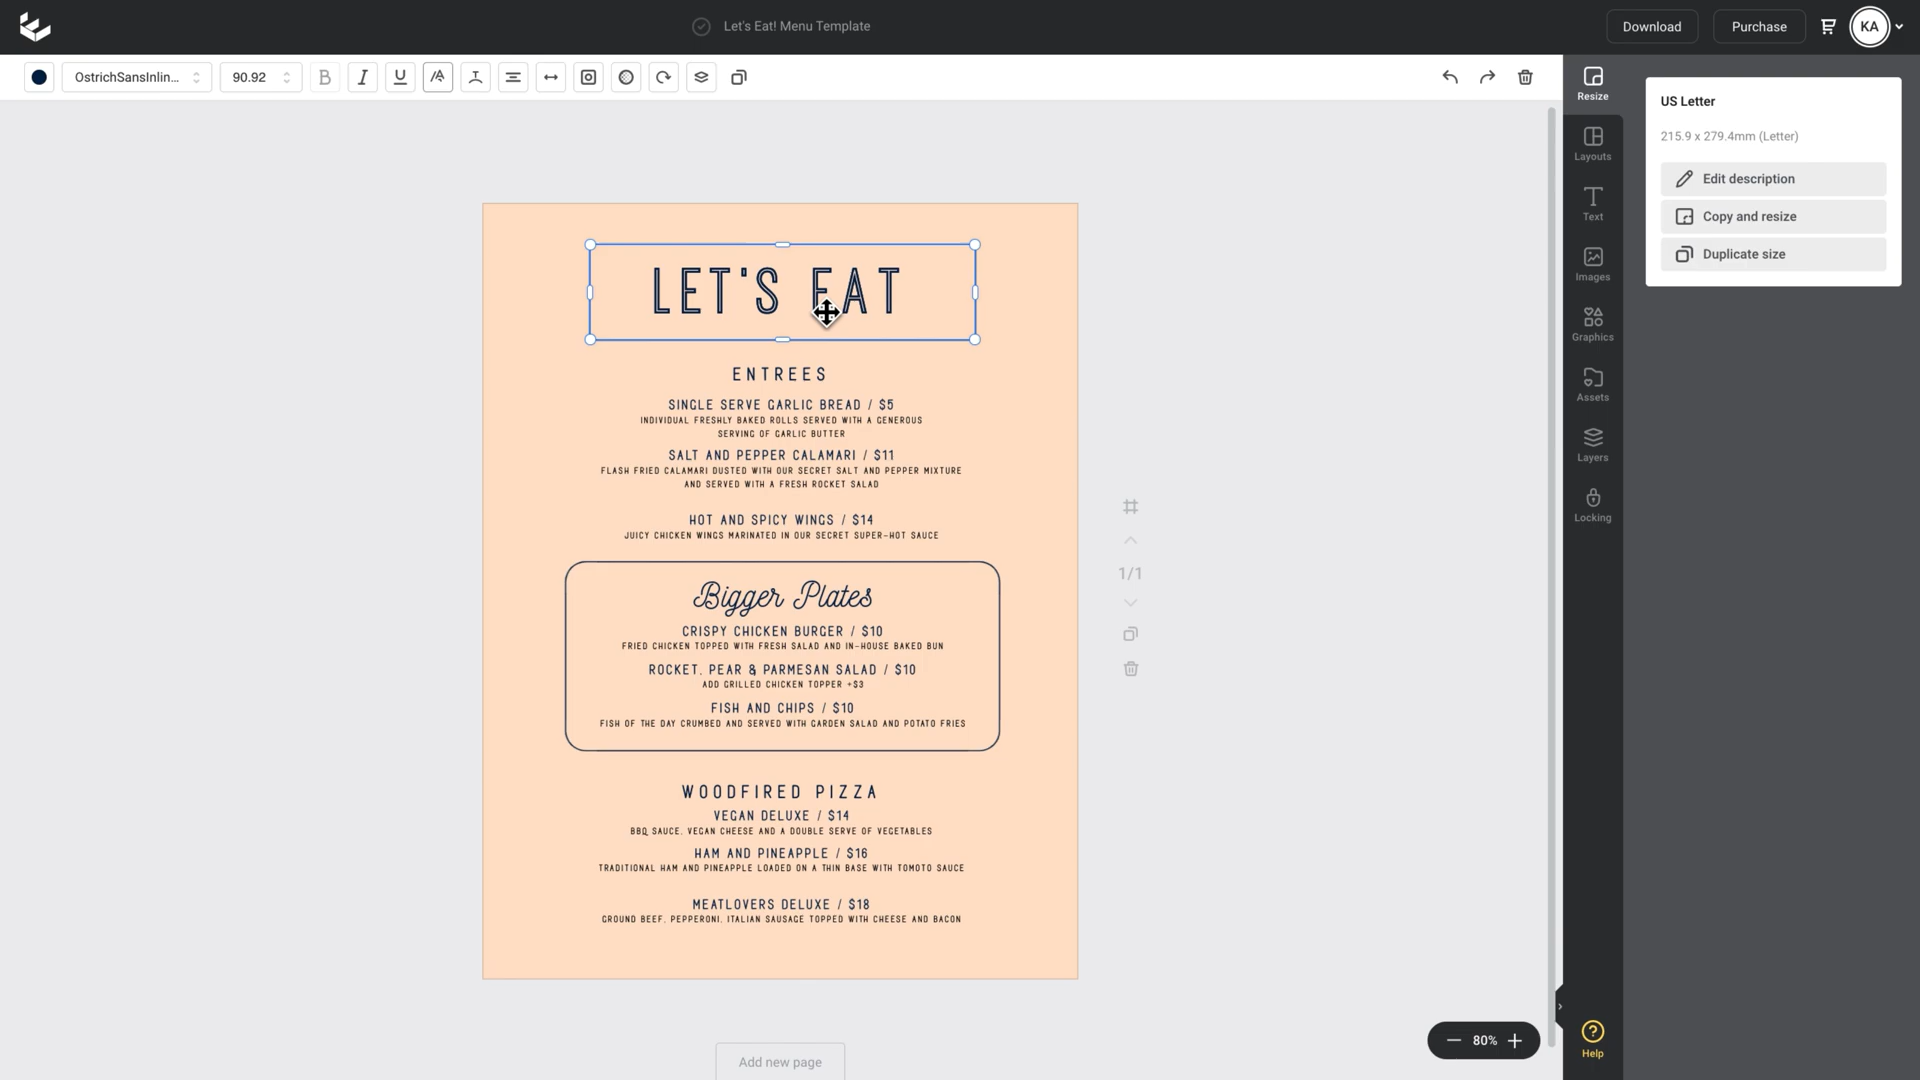 Let's Eat! Menu Template
Download
Purchase
KA
OstrichSansInlin...
90.92
B
I
U
Resize
Layouts
Text
Images
Graphics
Assets
Layers
Locking
Help
US Letter
215.9 x 279.4mm (Letter)
Edit description
Copy and resize
Duplicate size
LET'S EAT
ENTREES
SINGLE SERVE GARLIC BREAD / $5
INDIVIDUAL FRESHLY BAKED ROLLS SERVED WITH A GENEROUS
SERVING OF GARLIC BUTTER
SALT AND PEPPER CALAMARI / $11
FLASH FRIED CALAMARI DUSTED WITH OUR SECRET SALT AND PEPPER MIXTURE
AND SERVED WITH A FRESH ROCKET SALAD
HOT AND SPICY WINGS / $14
JUICY CHICKEN WINGS MARINATED IN OUR SECRET SUPER-HOT SAUCE
Bigger Plates
CRISPY CHICKEN BURGER / $10
FRIED CHICKEN TOPPED WITH FRESH SALAD AND IN-HOUSE BAKED BUN
ROCKET, PEAR & PARMESAN SALAD / $10
ADD GRILLED CHICKEN TOPPER +$3
FISH AND CHIPS / $10
FISH OF THE DAY CRUMBED AND SERVED WITH GARDEN SALAD AND POTATO FRIES
WOODFIRED PIZZA
VEGAN DELUXE / $14
BBQ SAUCE, VEGAN CHEESE AND A DOUBLE SERVE OF VEGETABLES
HAM AND PINEAPPLE / $16
TRADITIONAL HAM AND PINEAPPLE LOADED ON A THIN BASE WITH TOMOTO SAUCE
MEATLOVERS DELUXE / $18
GROUND BEEF, PEPPERONI, ITALIAN SAUSAGE TOPPED WITH CHEESE AND BACON
1/1
80%
Add new page